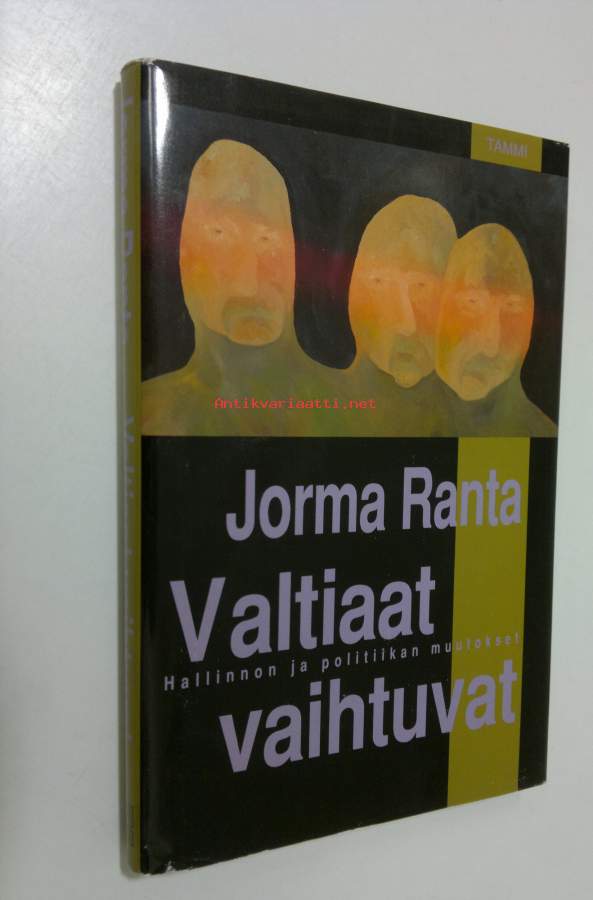 TAMMI
Antikvariaatti.net
Jorma Ranta
Valtiaat
Hallinnon ja politiikan muutokset
vaihtuvat